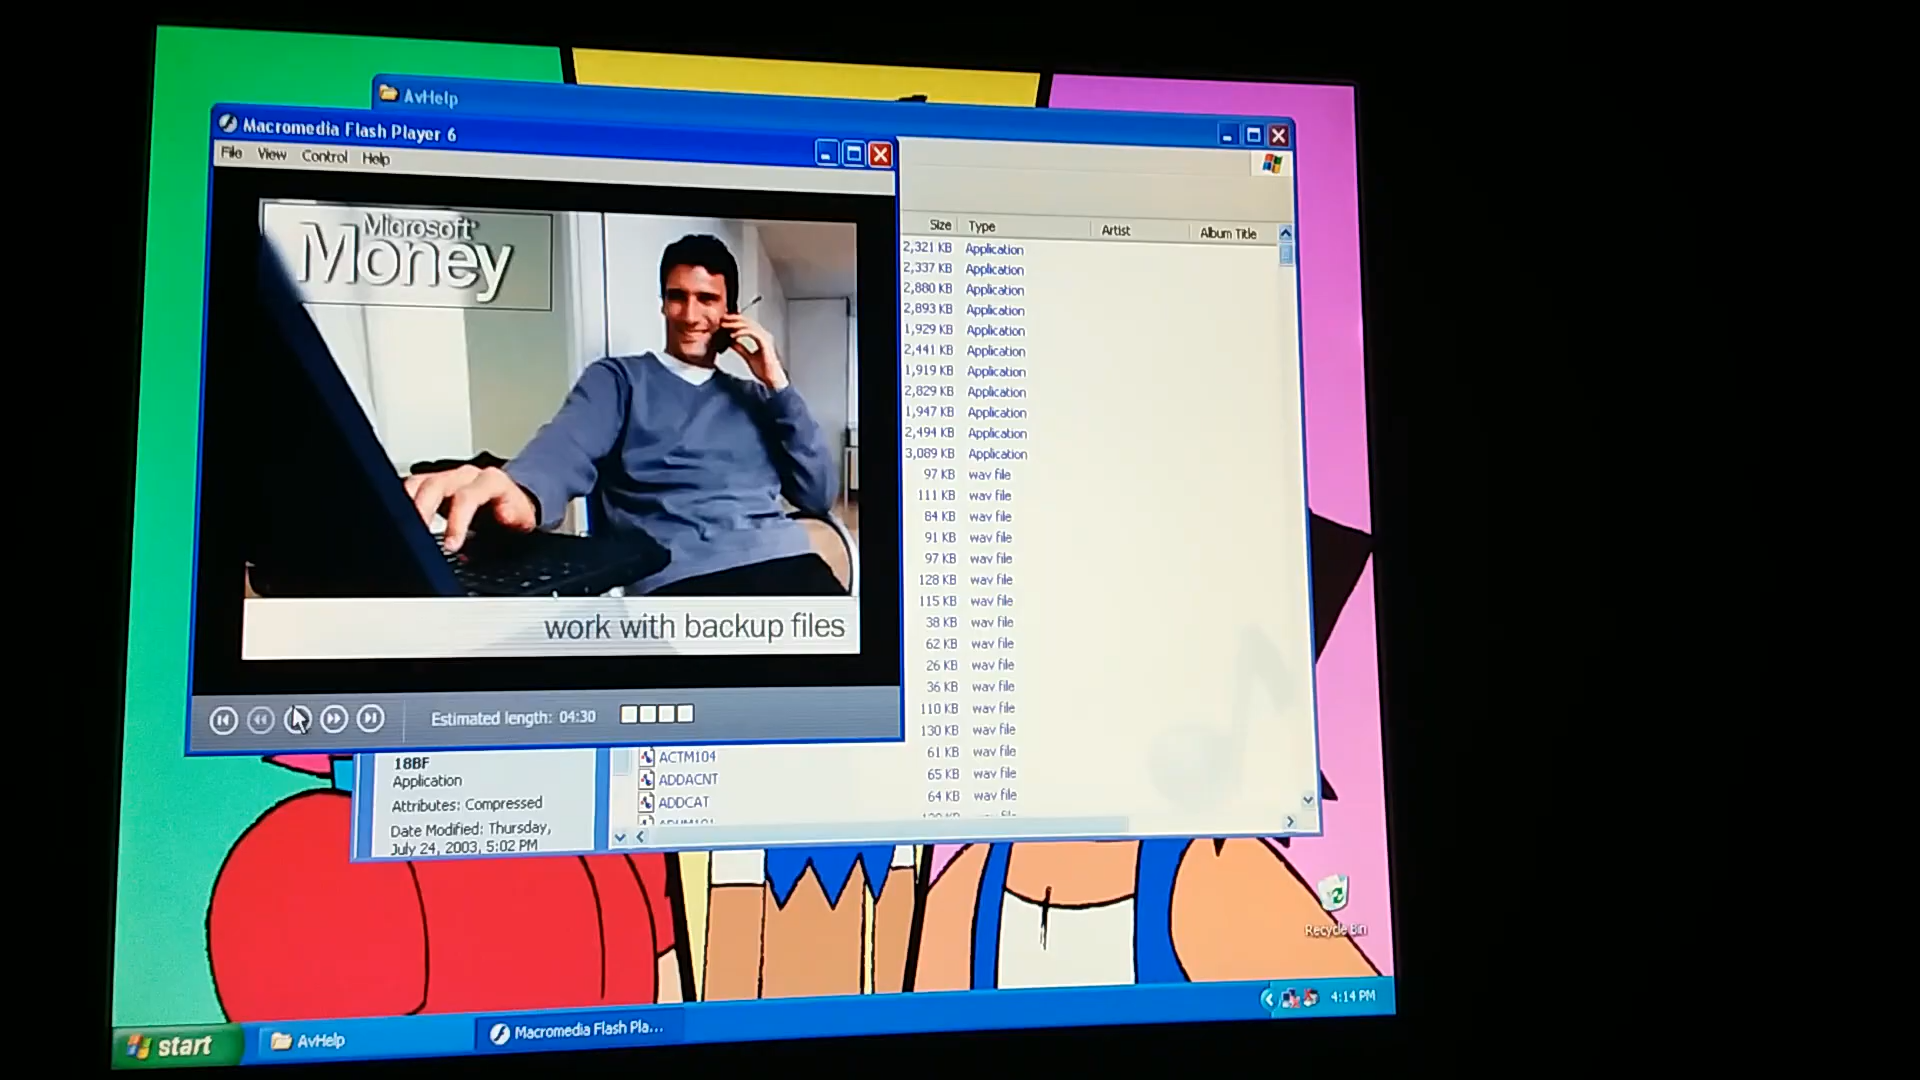 AvHelp
Macromedia Flash Player 6
File View Control Help
Microsoft
Money
work with backup files
Estimated length: 04:30
Size Type Artist Album Title
2,321 KB Application
2,337 KB Application
2,880 KB Application
2,893 KB Application
1,929 KB Application
2,441 KB Application
1,919 KB Application
2,829 KB Application
1,947 KB Application
2,494 KB Application
3,089 KB Application
97 KB wav file
111 KB wav file
84 KB wav file
91 KB wav file
97 KB wav file
128 KB wav file
115 KB wav file
38 KB wav file
62 KB wav file
26 KB wav file
36 KB wav file
110 KB wav file
130 KB wav file
ACTM104 61 KB wav file
ADDACNT 65 KB wav file
ADDCAT 64 KB wav file
18BF
Application
Attributes: Compressed
Date Modified: Thursday,
July 24, 2003, 5:02 PM
Recycle Bin
start
AvHelp
Macromedia Flash Pla...
4:14 PM